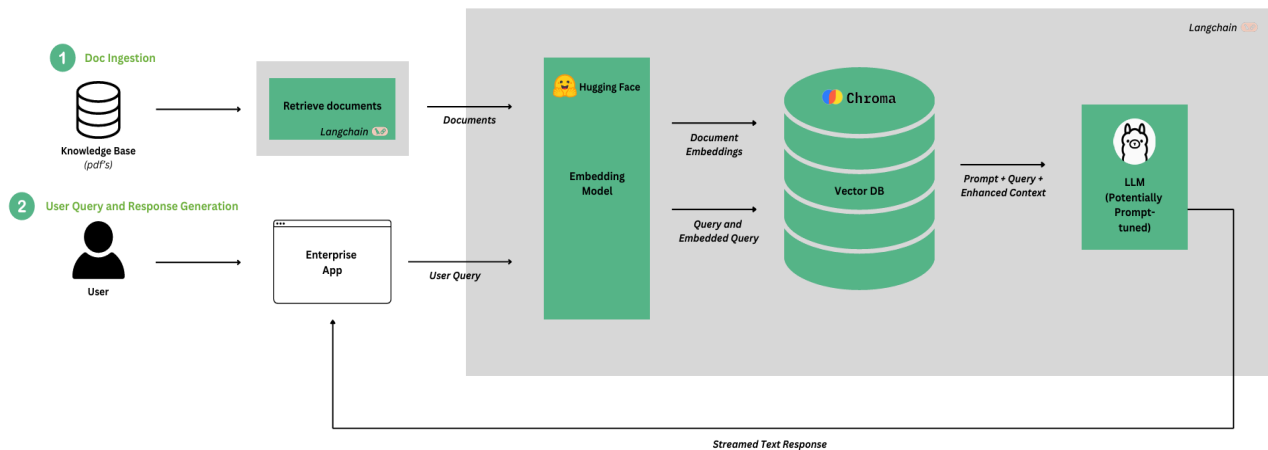 Langchain
1
Doc Ingestion
Knowledge Base
(pdf's)
Retrieve documents
Langchain
Documents
Hugging Face
Embedding
Model
Document
Embeddings
Query and
Embedded Query
Chroma
Vector DB
Prompt + Query +
Enhanced Context
LLM
(Potentially
Prompt-
tuned)
2
User Query and Response Generation
User
Enterprise
App
User Query
Streamed Text Response